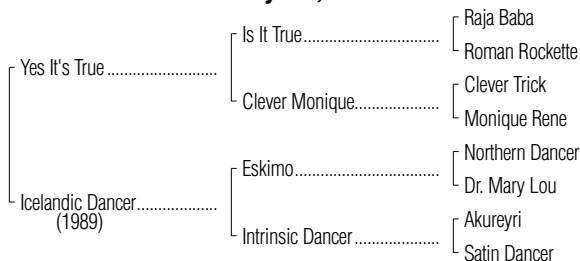 Raja Baba
Is It True
Roman Rockette
Yes It's True
Clever Trick
Clever Monique
Monique Rene
Northern Dancer
Eskimo
Dr. Mary Lou
Icelandic Dancer
(1989)
Akureyri
Intrinsic Dancer
Satin Dancer